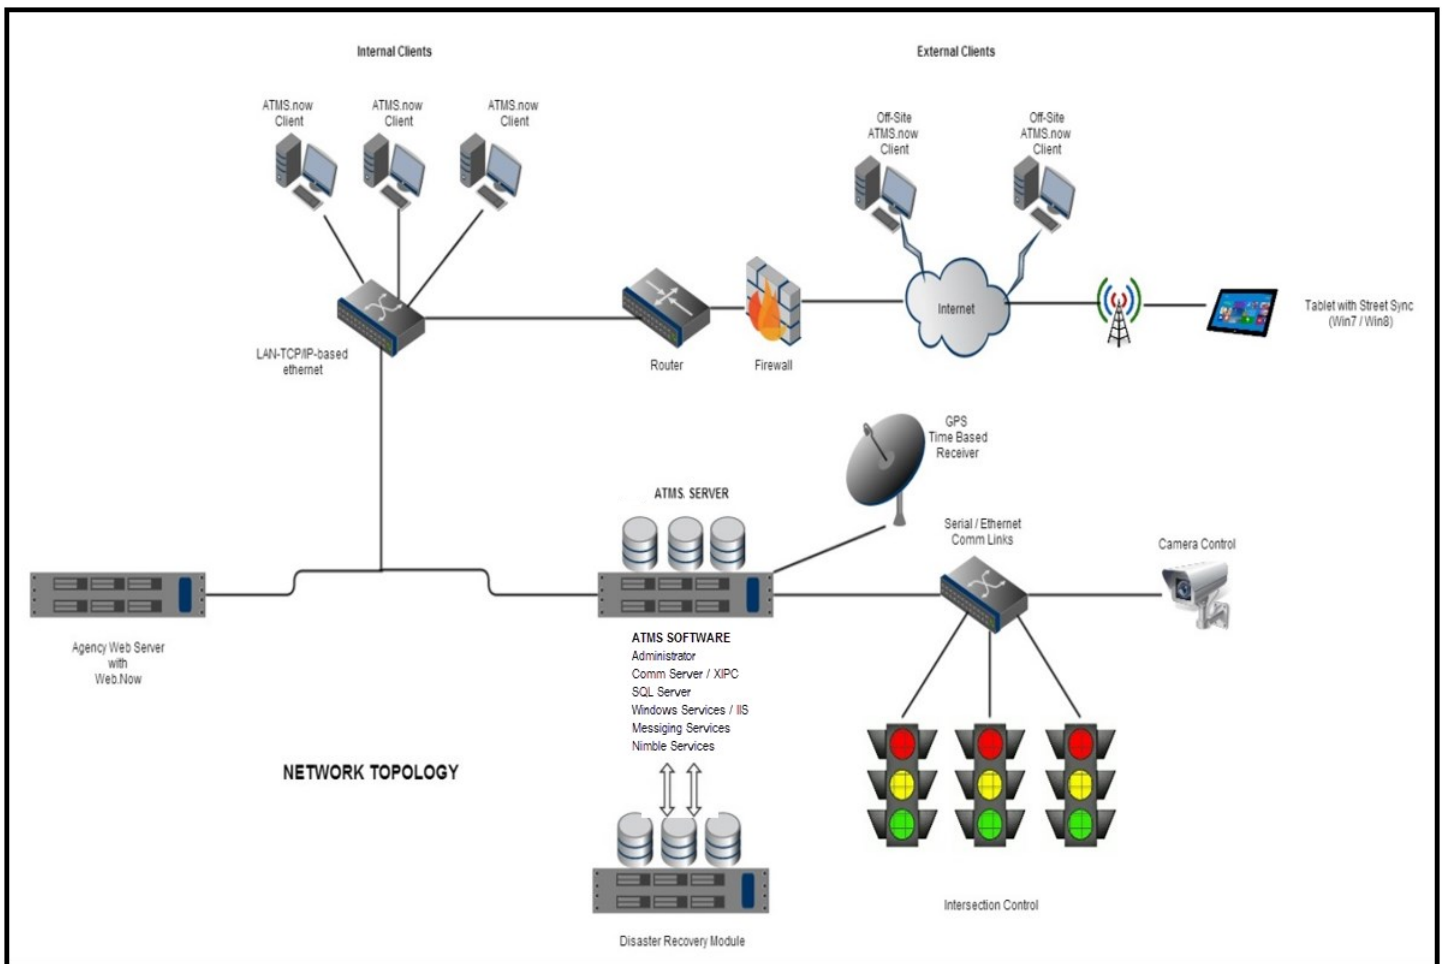 Internal Clients
External Clients
ATMS.now
Client
ATMS.now
Client
ATMS.now
Client
Off-Site
ATMS.now
Client
Off-Site
ATMS.now
Client
Internet
Tablet with Street Sync
(Win7 / Win8)
LAN-TCP/IP-based
ethernet
Router
Firewall
GPS
Time Based
Receiver
ATMS. SERVER
Serial / Ethernet
Comm Links
Camera Control
Agency Web Server
with
Web.Now
ATMS SOFTWARE
Administrator
Comm Server / XIPC
SQL Server
Windows Services / IIS
Messiging Services
Nimble Services
NETWORK TOPOLOGY
Intersection Control
Disaster Recovery Module